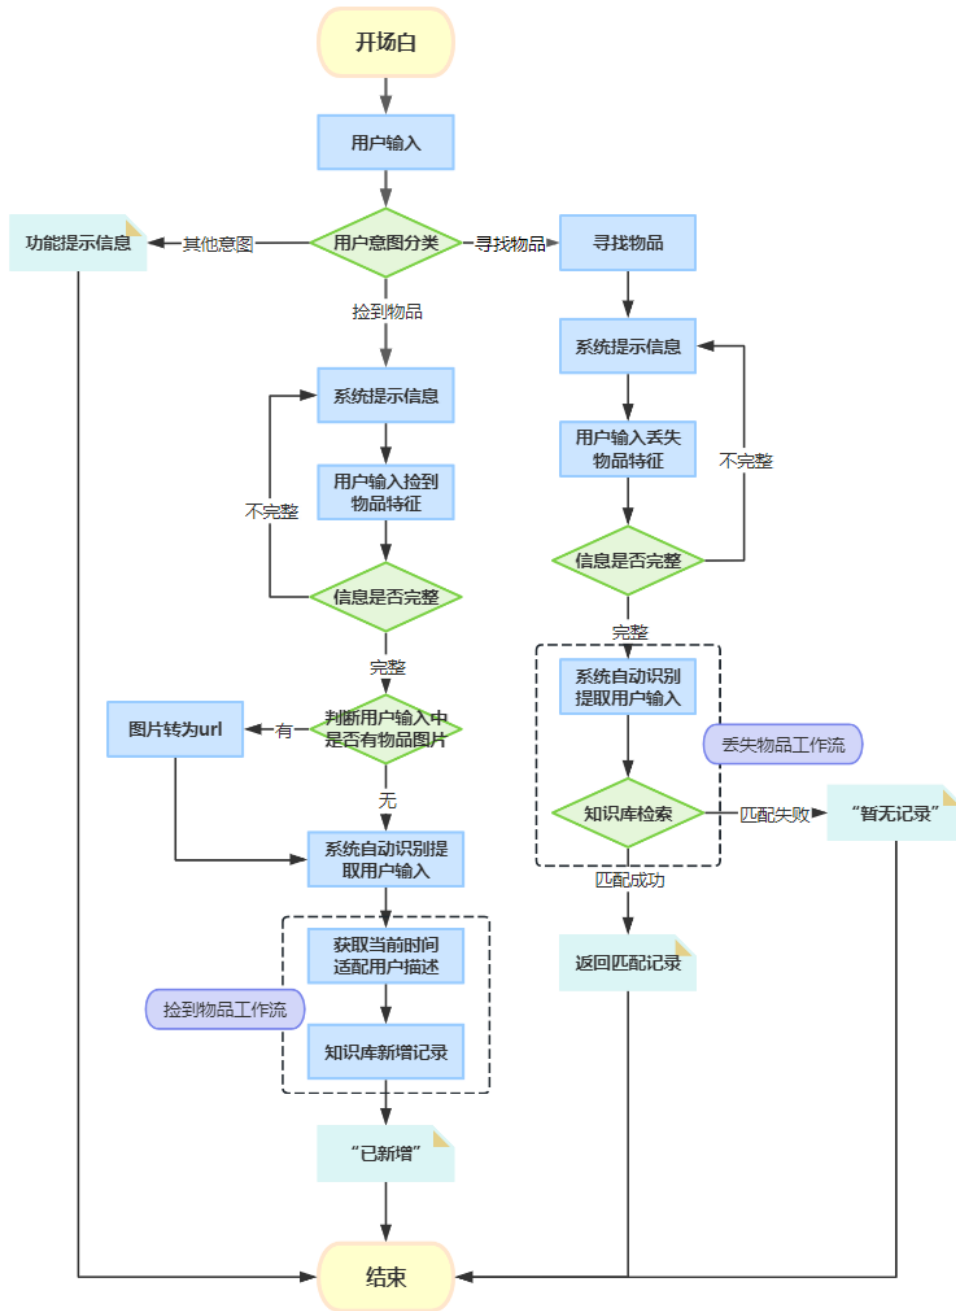 开场白
用户输入
功能提示信息
其他意图
用户意图分类
寻找物品
寻找物品
捡到物品
系统提示信息
系统提示信息
用户输入丢失
物品特征
不完整
用户输入捡到
物品特征
不完整
信息是否完整
信息是否完整
完整
完整
系统自动识别
提取用户输入
图片转为url
有
判断用户输入中
是否有物品图片
丢失物品工作流
无
知识库检索
匹配失败
“暂无记录”
系统自动识别提
取用户输入
匹配成功
获取当前时间
适配用户描述
返回匹配记录
捡到物品工作流
知识库新增记录
“已新增”
结束